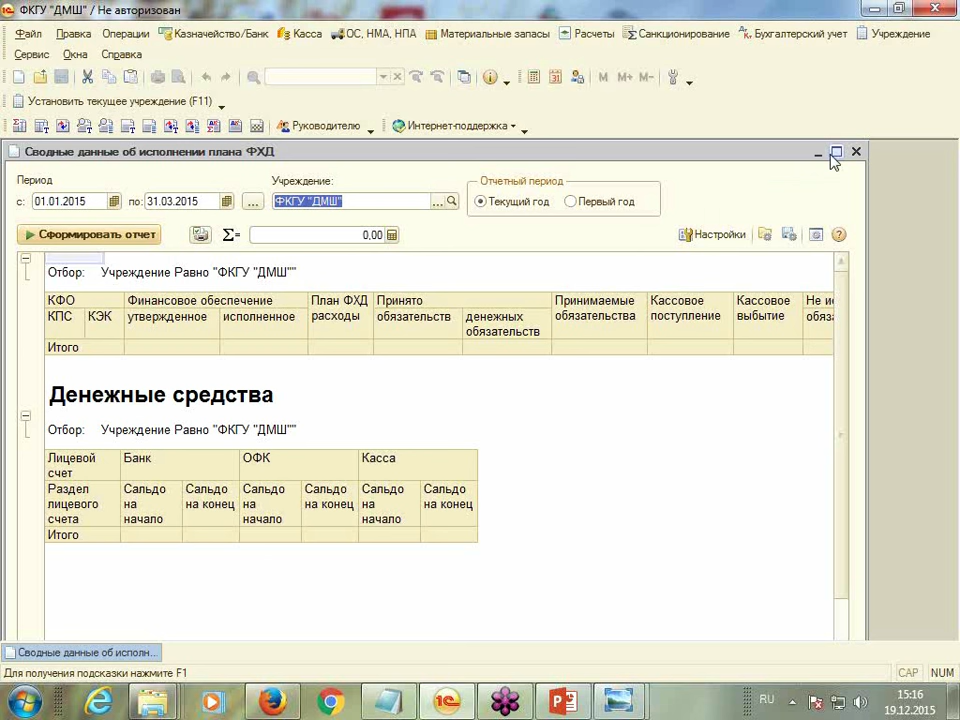 ФКГУ "ДМШ" / Не авторизован
Файл Правка Операции Казначейство/Банк Касса ОС, НМА, НПА Материальные запасы Расчеты Санкционирование Бухгалтерский учет Учреждение
Сервис Окна Справка
M M+ M−
Установить текущее учреждение (F11)
Руководителю Интернет-поддержка
Сводные данные об исполнении плана ФХД
Период Учреждение: Отчетный период
с: 01.01.2015 по: 31.03.2015 ... ФКГУ "ДМШ" ... Текущий год Первый год
Сформировать отчет Σ= 0,00 Настройки
Отбор: Учреждение Равно "ФКГУ "ДМШ""
КФО Финансовое обеспечение План ФХД расходы Принято Принимаемые обязательства Кассовое поступление Кассовое выбытие
КПС КЭК утвержденное исполненное обязательств денежных обязательств
Итого
Денежные средства
Отбор: Учреждение Равно "ФКГУ "ДМШ""
Лицевой счет Банк ОФК Касса
Раздел лицевого счета Сальдо на начало Сальдо на конец Сальдо на начало Сальдо на конец Сальдо на начало Сальдо на конец
Итого
Сводные данные об исполн...
Для получения подсказки нажмите F1 CAP NUM
RU 15:16
19.12.2015